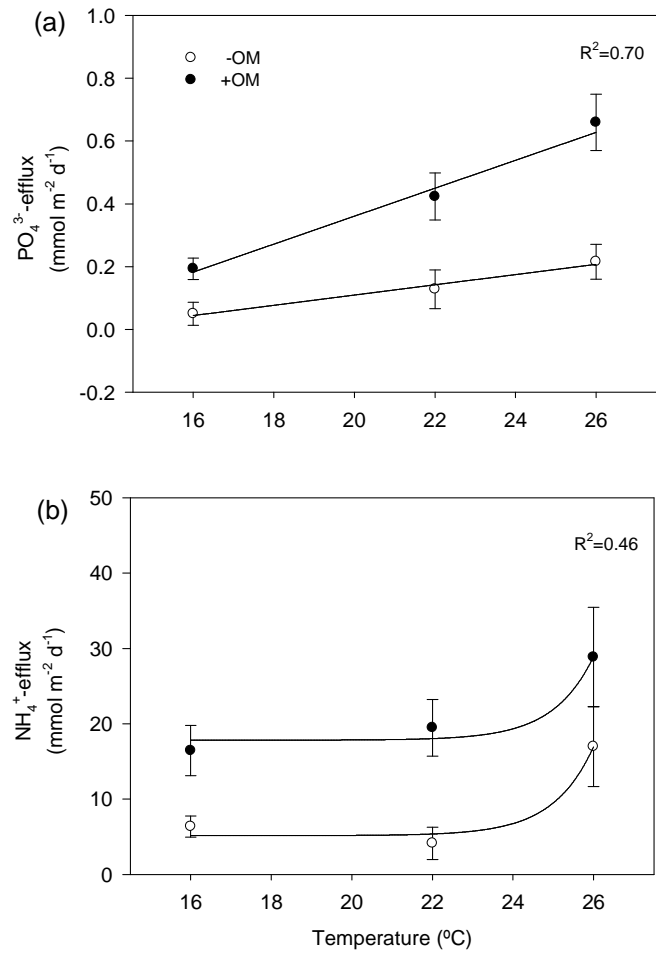 (a)
-OM
+OM
R²=0.70
1.0
0.8
0.6
0.4
0.2
0.0
-0.2
PO₄³⁻-efflux
(mmol m⁻² d⁻¹)
16 18 20 22 24 26
(b)
R²=0.46
50
40
30
20
10
0
NH₄⁺-efflux
(mmol m⁻² d⁻¹)
16 18 20 22 24 26
Temperature (ºC)